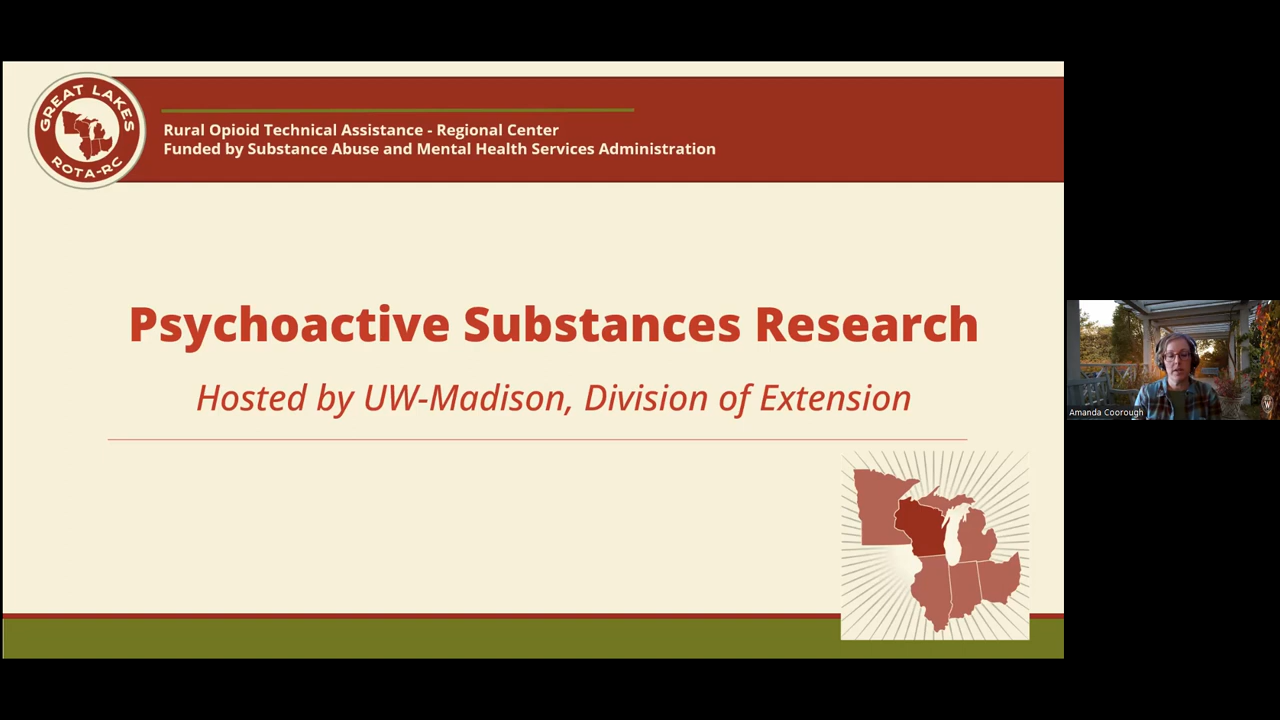 GREAT LAKES
ROTA-RC
Rural Opioid Technical Assistance - Regional Center
Funded by Substance Abuse and Mental Health Services Administration
Psychoactive Substances Research
Hosted by UW-Madison, Division of Extension
Amanda Coorough
W